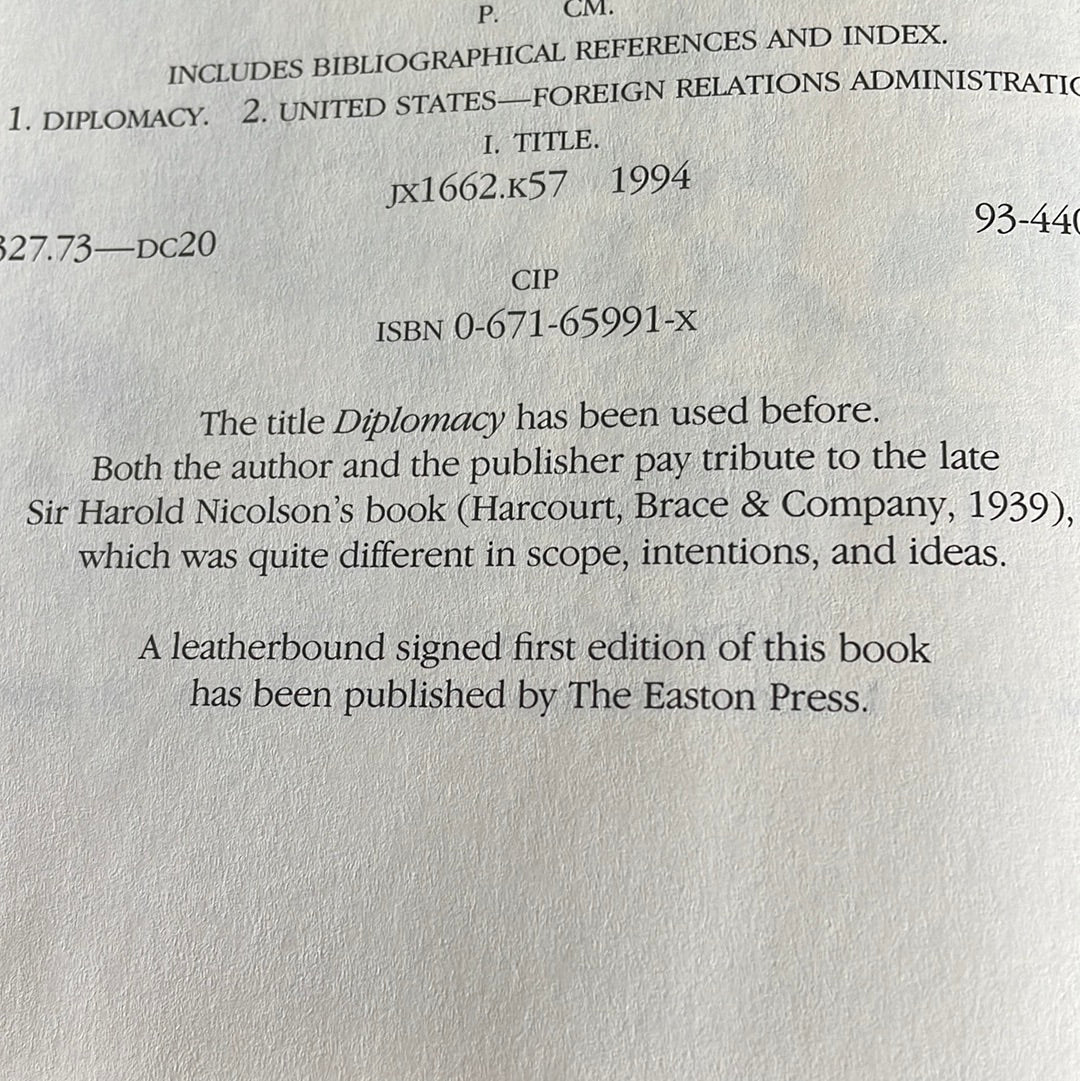 P. CM.
INCLUDES BIBLIOGRAPHICAL REFERENCES AND INDEX.
1. DIPLOMACY. 2. UNITED STATES—FOREIGN RELATIONS ADMINISTRATIO
I. TITLE.
JX1662.K57 1994
327.73—DC20 93-440
CIP
ISBN 0-671-65991-X
The title Diplomacy has been used before.
Both the author and the publisher pay tribute to the late
Sir Harold Nicolson's book (Harcourt, Brace & Company, 1939),
which was quite different in scope, intentions, and ideas.
A leatherbound signed first edition of this book
has been published by The Easton Press.